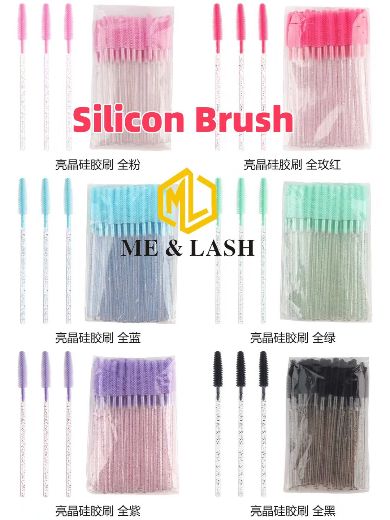 Silicon Brush
亮晶硅胶刷 全粉
亮晶硅胶刷 全玫红
ML
ME & LASH
亮晶硅胶刷 全蓝
亮晶硅胶刷 全绿
亮晶硅胶刷 全紫
亮晶硅胶刷 全黑